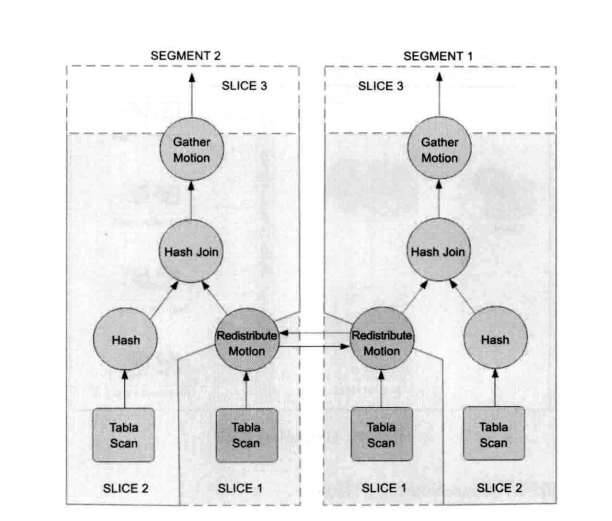 SEGMENT 2
SEGMENT 1
SLICE 3
SLICE 3
Gather
Motion
Gather
Motion
Hash Join
Hash Join
Hash
Redistribute
Motion
Redistribute
Motion
Hash
Tabla
Scan
Tabla
Scan
Tabla
Scan
Tabla
Scan
SLICE 2
SLICE 1
SLICE 1
SLICE 2